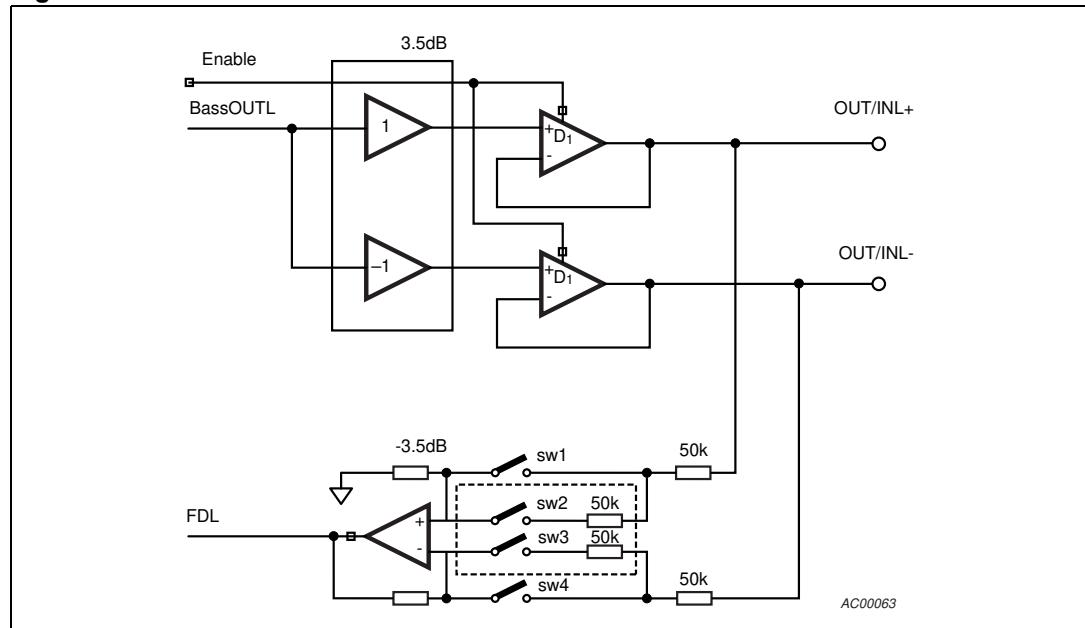 3.5dB
Enable
BassOUTL
1
+
D1
-
OUT/INL+
–1
+
D1
-
OUT/INL-
-3.5dB
sw1
50k
FDL
+
sw2
50k
-
sw3
50k
sw4
50k
AC00063